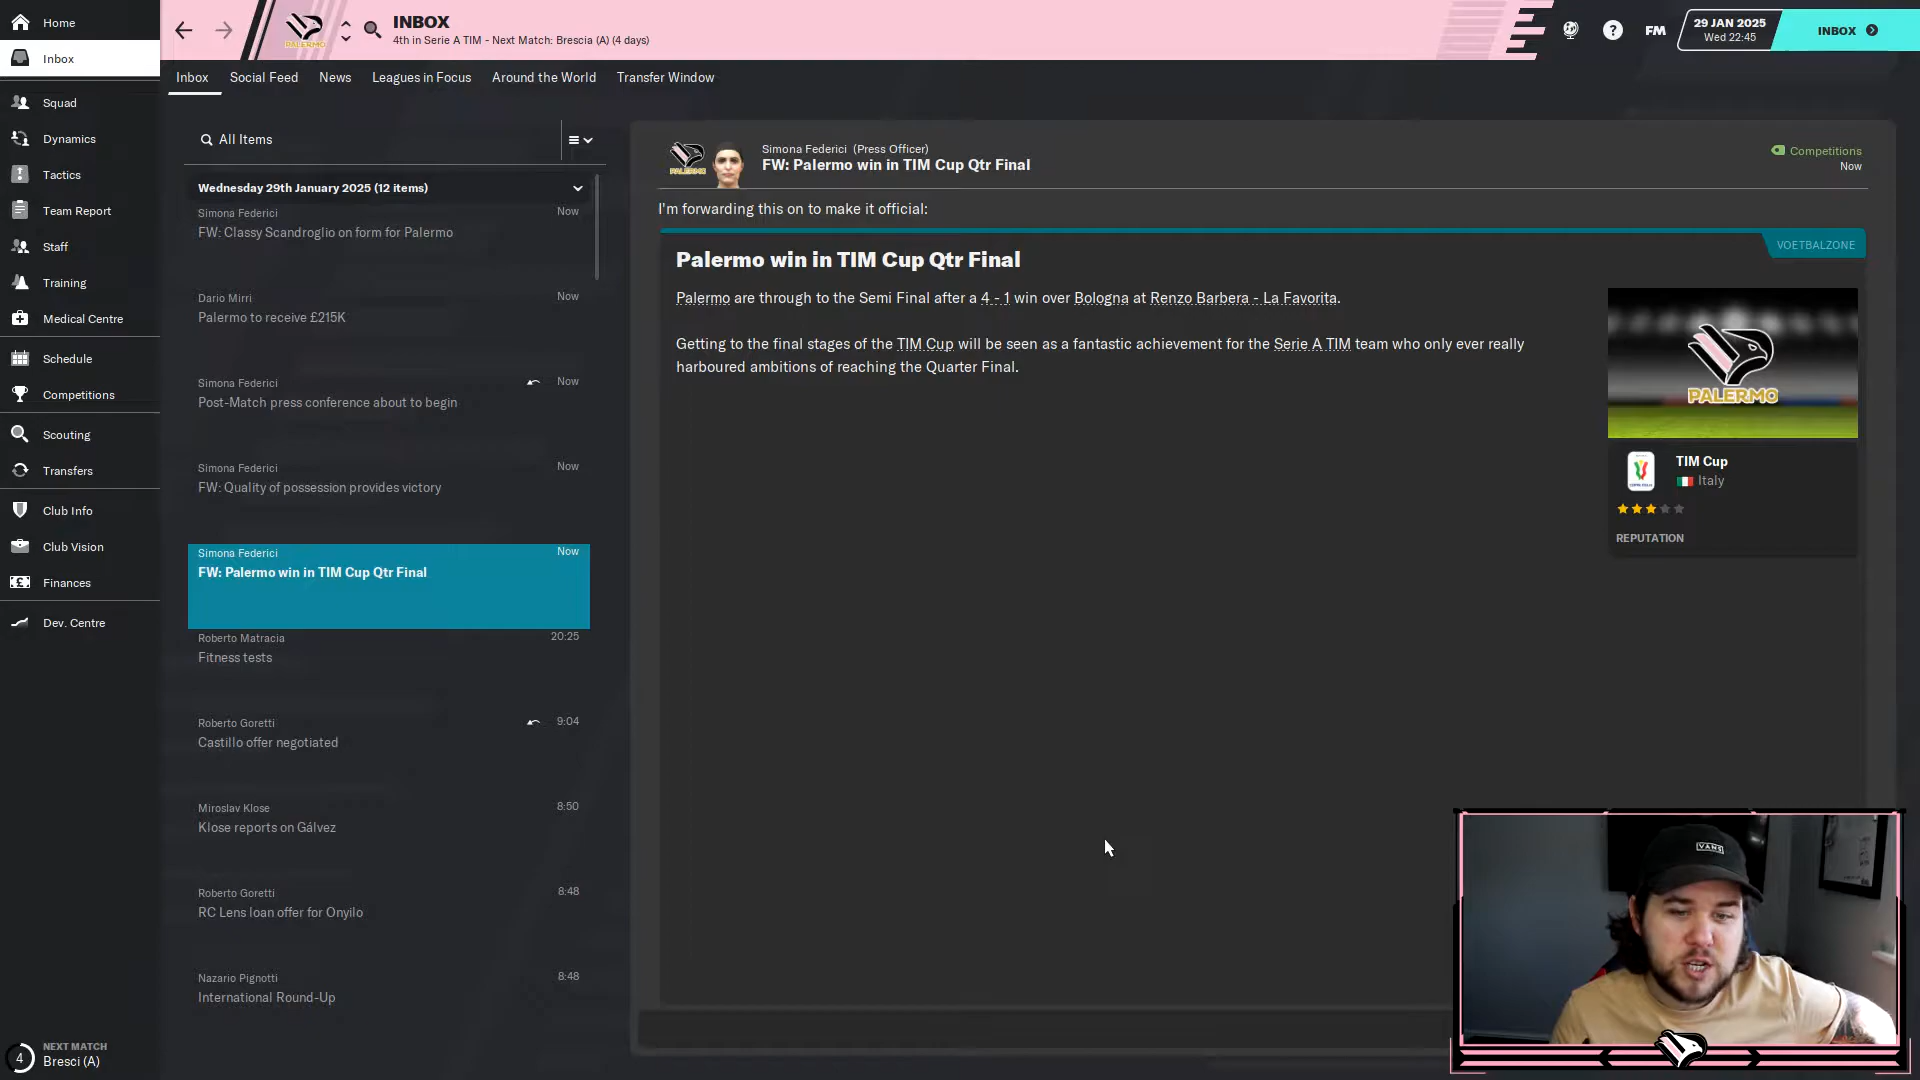 Home
Inbox
Squad
Dynamics
Tactics
Team Report
Staff
Training
Medical Centre
Schedule
Competitions
Scouting
Transfers
Club Info
Club Vision
Finances
Dev. Centre
4
NEXT MATCH
Bresci (A)
PALERMO
INBOX
4th in Serie A TIM - Next Match: Brescia (A) (4 days)
FM
29 JAN 2025
Wed 22:45
INBOX
Inbox
Social Feed
News
Leagues in Focus
Around the World
Transfer Window
All Items
Wednesday 29th January 2025 (12 items)
Simona Federici
Now
FW: Classy Scandroglio on form for Palermo
Dario Mirri
Now
Palermo to receive £215K
Simona Federici
Now
Post-Match press conference about to begin
Simona Federici
Now
FW: Quality of possession provides victory
Simona Federici
Now
FW: Palermo win in TIM Cup Qtr Final
Roberto Matracia
20:25
Fitness tests
Roberto Goretti
9:04
Castillo offer negotiated
Miroslav Klose
8:50
Klose reports on Gálvez
Roberto Goretti
8:48
RC Lens loan offer for Onyilo
Nazario Pignotti
8:48
International Round-Up
PALERMO
Simona Federici (Press Officer)
FW: Palermo win in TIM Cup Qtr Final
Competitions
Now
I'm forwarding this on to make it official:
VOETBALZONE
Palermo win in TIM Cup Qtr Final
Palermo are through to the Semi Final after a 4 - 1 win over Bologna at Renzo Barbera - La Favorita.
Getting to the final stages of the TIM Cup will be seen as a fantastic achievement for the Serie A TIM team who only ever really
harboured ambitions of reaching the Quarter Final.
PALERMO
TIM Cup
Italy
REPUTATION
VANS